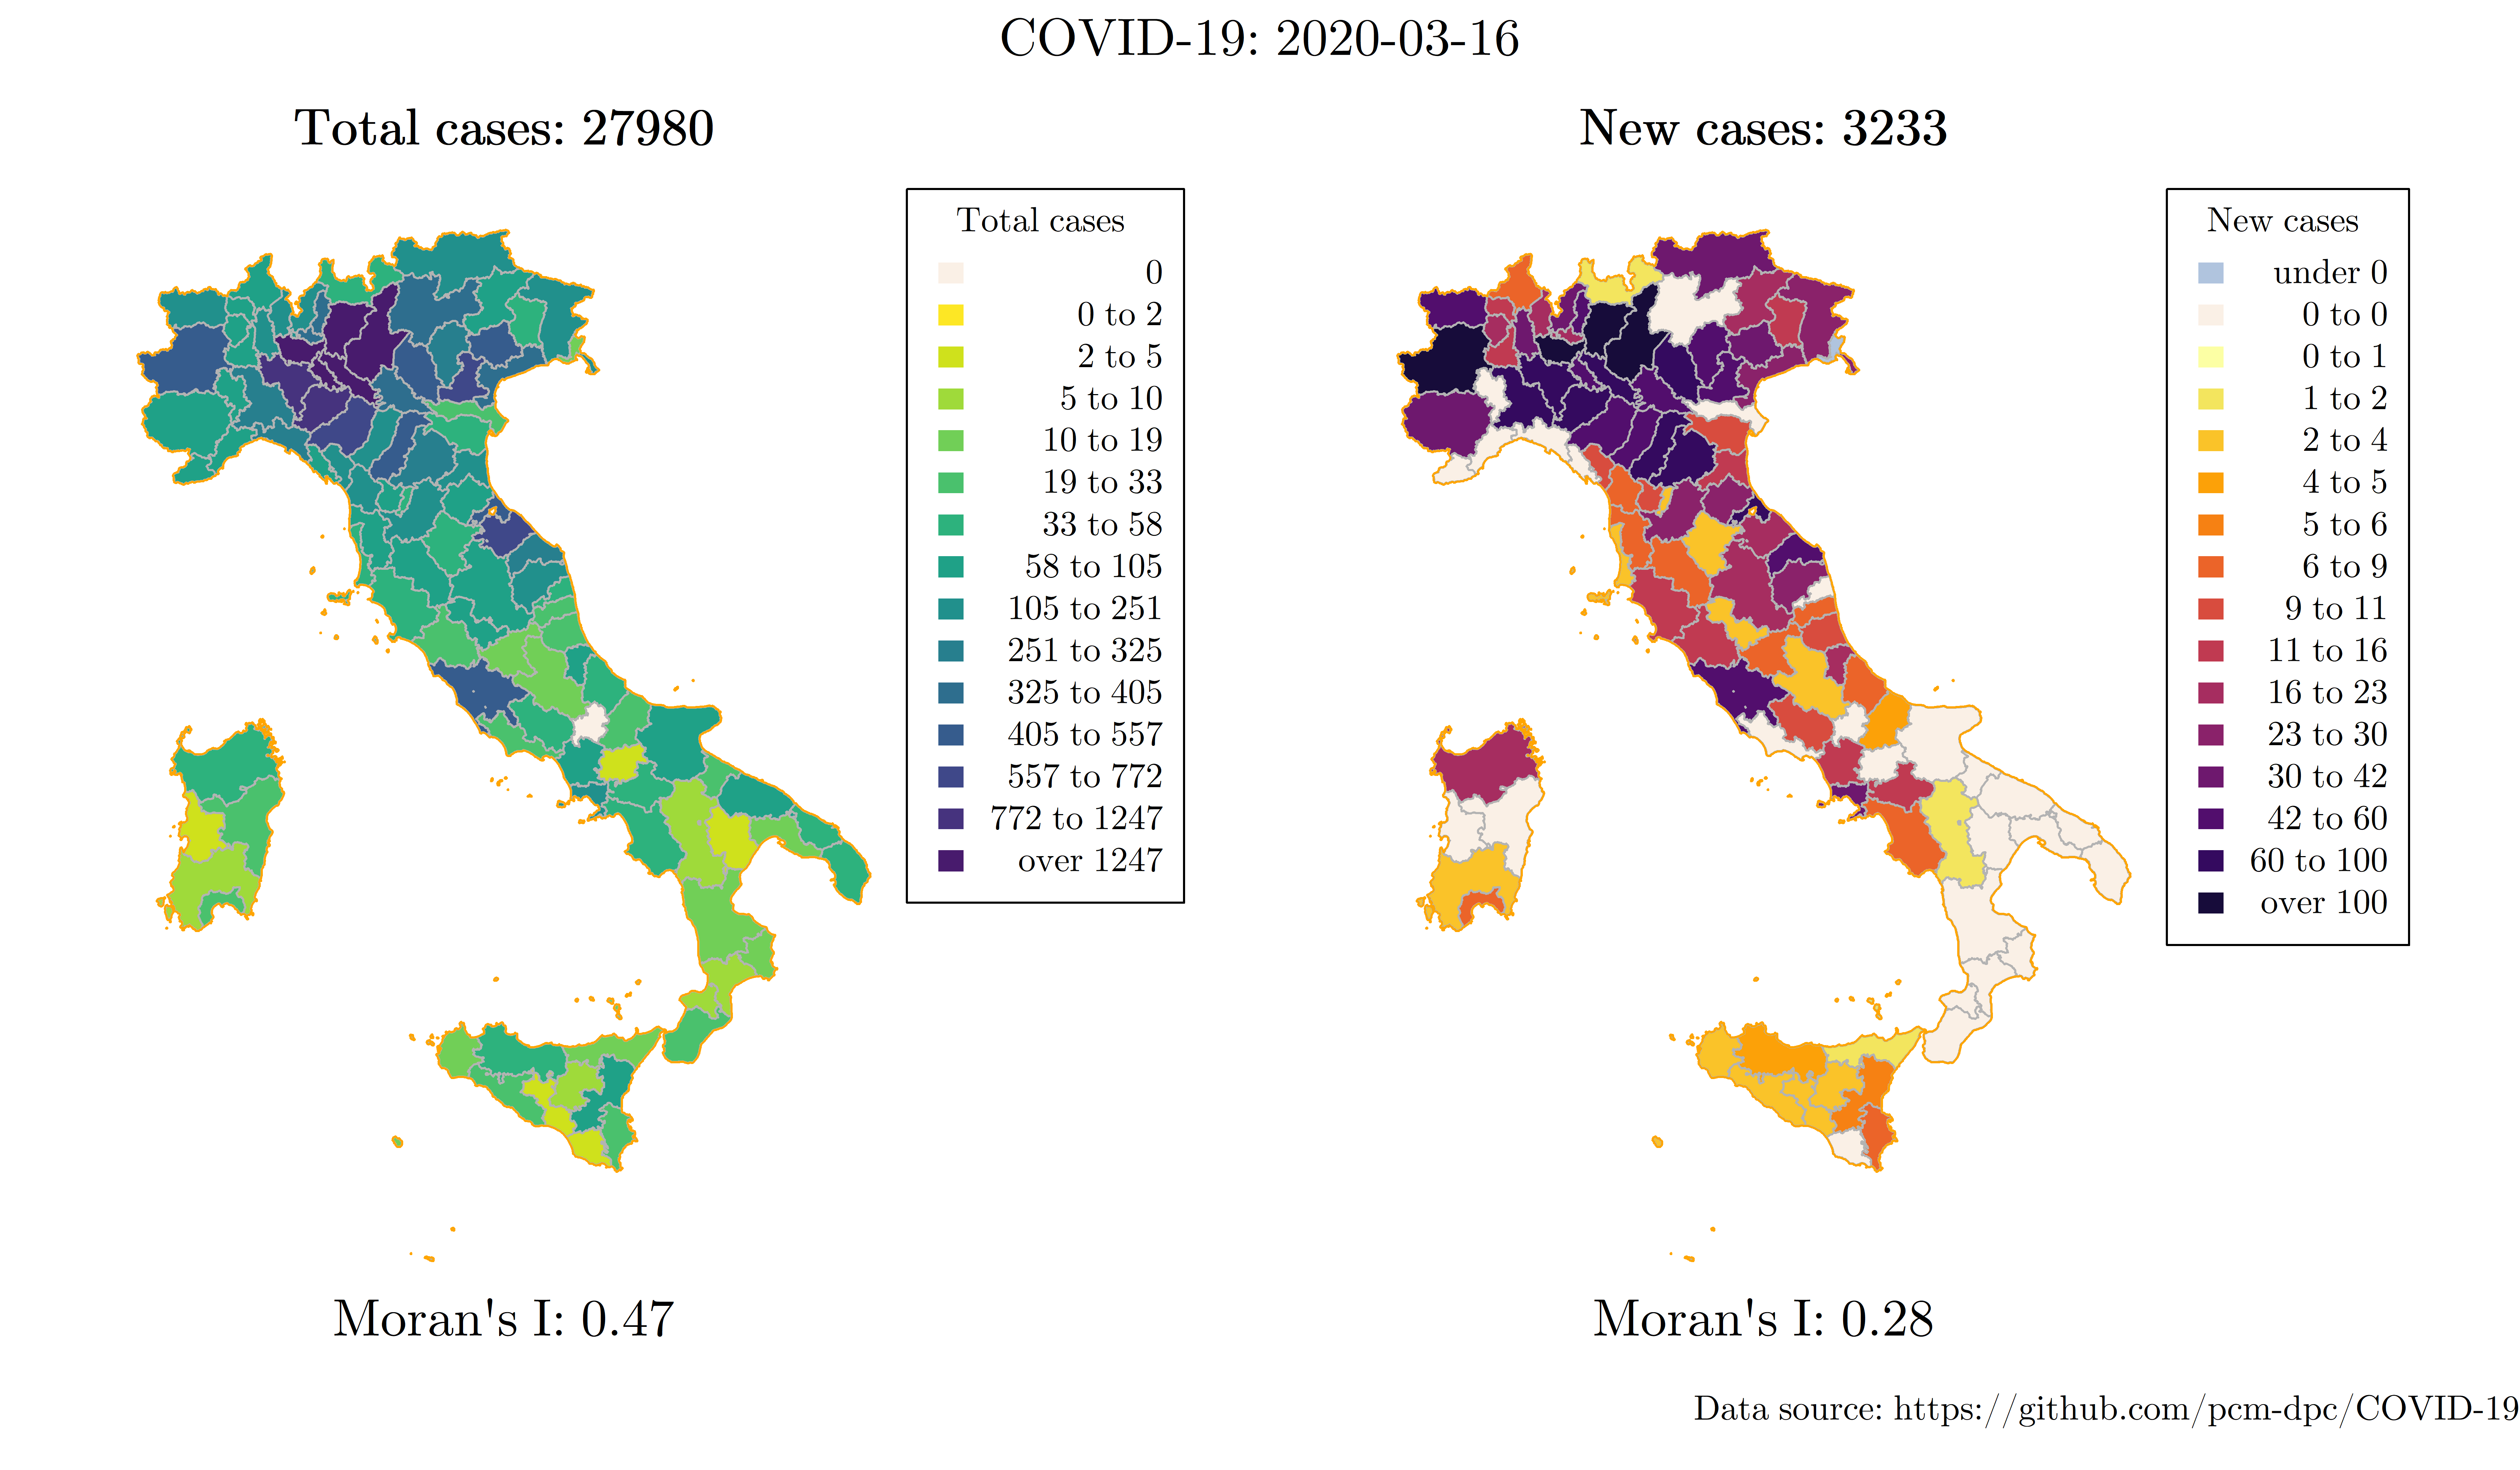 COVID-19: 2020-03-16
Total cases: 27980
Total cases
0
0 to 2
2 to 5
5 to 10
10 to 19
19 to 33
33 to 58
58 to 105
105 to 251
251 to 325
325 to 405
405 to 557
557 to 772
772 to 1247
over 1247
Moran's I: 0.47
New cases: 3233
New cases
under 0
0 to 0
0 to 1
1 to 2
2 to 4
4 to 5
5 to 6
6 to 9
9 to 11
11 to 16
16 to 23
23 to 30
30 to 42
42 to 60
60 to 100
over 100
Moran's I: 0.28
Data source: https://github.com/pcm-dpc/COVID-19